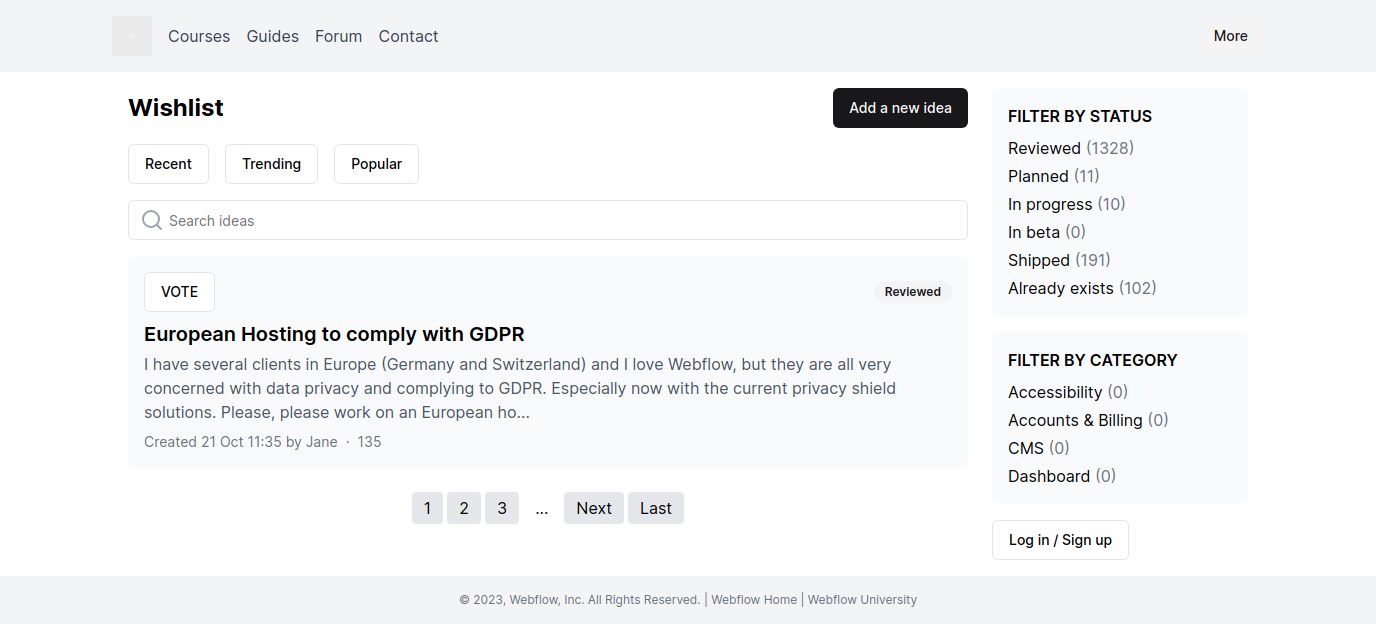 Courses Guides Forum Contact More
Wishlist
Add a new idea
Recent Trending Popular
Search ideas
VOTE
Reviewed
European Hosting to comply with GDPR
I have several clients in Europe (Germany and Switzerland) and I love Webflow, but they are all very
concerned with data privacy and complying to GDPR. Especially now with the current privacy shield
solutions. Please, please work on an European ho...
Created 21 Oct 11:35 by Jane · 135
1 2 3 ... Next Last
FILTER BY STATUS
Reviewed (1328)
Planned (11)
In progress (10)
In beta (0)
Shipped (191)
Already exists (102)
FILTER BY CATEGORY
Accessibility (0)
Accounts & Billing (0)
CMS (0)
Dashboard (0)
Log in / Sign up
© 2023, Webflow, Inc. All Rights Reserved. | Webflow Home | Webflow University